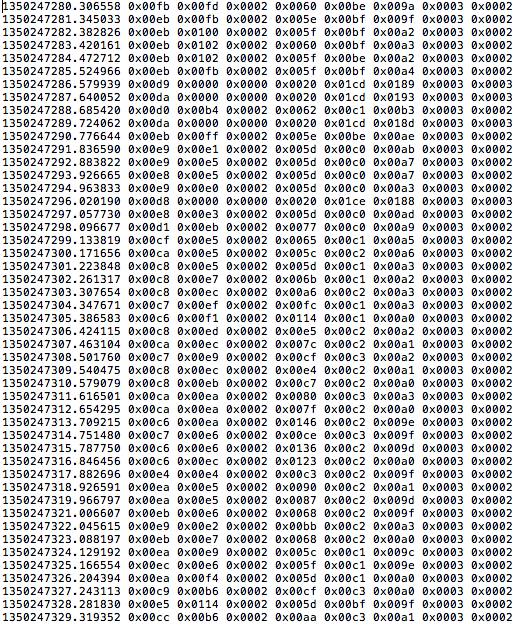 1350247280.306558 0x00fb 0x00fd 0x0002 0x0060 0x00be 0x009a 0x0003 0x0002
1350247281.345033 0x00eb 0x00fb 0x0002 0x005e 0x00bf 0x009f 0x0003 0x0002
1350247282.382826 0x00eb 0x0100 0x0002 0x005f 0x00bf 0x00a2 0x0003 0x0002
1350247283.420161 0x00eb 0x0102 0x0002 0x0060 0x00bf 0x00a3 0x0003 0x0002
1350247284.472712 0x00eb 0x0102 0x0002 0x005f 0x00be 0x00a2 0x0003 0x0002
1350247285.524966 0x00eb 0x00fb 0x0002 0x005f 0x00bf 0x00a4 0x0003 0x0002
1350247286.579939 0x00d9 0x0000 0x0000 0x0020 0x01cd 0x0189 0x0003 0x0003
1350247287.640052 0x00da 0x0000 0x0000 0x0020 0x01cd 0x0193 0x0003 0x0003
1350247288.685420 0x00d0 0x00b4 0x0002 0x0062 0x00c1 0x00b3 0x0003 0x0002
1350247289.724062 0x00da 0x0000 0x0000 0x0020 0x01cd 0x018d 0x0003 0x0003
1350247290.776644 0x00eb 0x00ff 0x0002 0x005e 0x00be 0x00ae 0x0003 0x0002
1350247291.836590 0x00e9 0x00e1 0x0002 0x005d 0x00c0 0x00ab 0x0003 0x0002
1350247292.883822 0x00e9 0x00e5 0x0002 0x005d 0x00c0 0x00a7 0x0003 0x0002
1350247293.926665 0x00e8 0x00e5 0x0002 0x005d 0x00c0 0x00a7 0x0003 0x0002
1350247294.963833 0x00e9 0x00e0 0x0002 0x005d 0x00c0 0x00a3 0x0003 0x0002
1350247296.020190 0x00d8 0x0000 0x0000 0x0020 0x01ce 0x0188 0x0003 0x0003
1350247297.057730 0x00e8 0x00e3 0x0002 0x005d 0x00c0 0x00ad 0x0003 0x0002
1350247298.096677 0x00d1 0x00eb 0x0002 0x0077 0x00c0 0x00a9 0x0003 0x0002
1350247299.133819 0x00cf 0x00e5 0x0002 0x0065 0x00c1 0x00a5 0x0003 0x0002
1350247300.171656 0x00ca 0x00e5 0x0002 0x005c 0x00c2 0x00a6 0x0003 0x0002
1350247301.223848 0x00c8 0x00e5 0x0002 0x005d 0x00c1 0x00a3 0x0003 0x0002
1350247302.261317 0x00c8 0x00e7 0x0002 0x006b 0x00c1 0x00a2 0x0003 0x0002
1350247303.307654 0x00c8 0x00ec 0x0002 0x00a6 0x00c2 0x00a3 0x0003 0x0002
1350247304.347671 0x00c7 0x00ef 0x0002 0x00fc 0x00c1 0x00a3 0x0003 0x0002
1350247305.386583 0x00c6 0x00f1 0x0002 0x0114 0x00c1 0x00a0 0x0003 0x0002
1350247306.424115 0x00c8 0x00ed 0x0002 0x00e5 0x00c2 0x00a2 0x0003 0x0002
1350247307.463104 0x00ca 0x00ec 0x0002 0x007c 0x00c2 0x00a1 0x0003 0x0002
1350247308.501760 0x00c7 0x00e9 0x0002 0x00cf 0x00c3 0x00a2 0x0003 0x0002
1350247309.540475 0x00c8 0x00ec 0x0002 0x00e4 0x00c1 0x00a1 0x0003 0x0002
1350247310.579079 0x00c8 0x00eb 0x0002 0x00c7 0x00c2 0x00a0 0x0003 0x0002
1350247311.616501 0x00ca 0x00ea 0x0002 0x0080 0x00c3 0x00a3 0x0003 0x0002
1350247312.654295 0x00ca 0x00ea 0x0002 0x007f 0x00c2 0x00a0 0x0003 0x0002
1350247313.709215 0x00c6 0x00ea 0x0002 0x0146 0x00c2 0x009e 0x0003 0x0002
1350247314.751480 0x00c7 0x00e6 0x0002 0x00ce 0x00c3 0x009f 0x0003 0x0002
1350247315.787750 0x00c6 0x00e6 0x0002 0x0136 0x00c2 0x009d 0x0003 0x0002
1350247316.846456 0x00c6 0x00ec 0x0002 0x0123 0x00c2 0x00a0 0x0003 0x0002
1350247317.882696 0x00e4 0x00e4 0x0002 0x00c3 0x00c2 0x009f 0x0003 0x0002
1350247318.926591 0x00ea 0x00e5 0x0002 0x0090 0x00c2 0x00a1 0x0003 0x0002
1350247319.966797 0x00ea 0x00e5 0x0002 0x0087 0x00c2 0x009d 0x0003 0x0002
1350247321.006607 0x00eb 0x00e6 0x0002 0x0068 0x00c2 0x009f 0x0003 0x0002
1350247322.045615 0x00e9 0x00e2 0x0002 0x00bb 0x00c2 0x00a3 0x0003 0x0002
1350247323.088197 0x00eb 0x00e7 0x0002 0x0068 0x00c2 0x00a0 0x0003 0x0002
1350247324.129192 0x00ea 0x00e9 0x0002 0x005c 0x00c1 0x009c 0x0003 0x0002
1350247325.166554 0x00ec 0x00e6 0x0002 0x005f 0x00c1 0x009e 0x0003 0x0002
1350247326.204394 0x00ea 0x00f4 0x0002 0x005d 0x00c1 0x00a0 0x0003 0x0002
1350247327.243113 0x00c9 0x00b6 0x0002 0x00cf 0x00c3 0x00a0 0x0003 0x0002
1350247328.281830 0x00e5 0x0114 0x0002 0x005d 0x00bf 0x009f 0x0003 0x0002
1350247329.319352 0x00cc 0x00b6 0x0002 0x00aa 0x00c3 0x00a1 0x0003 0x0002